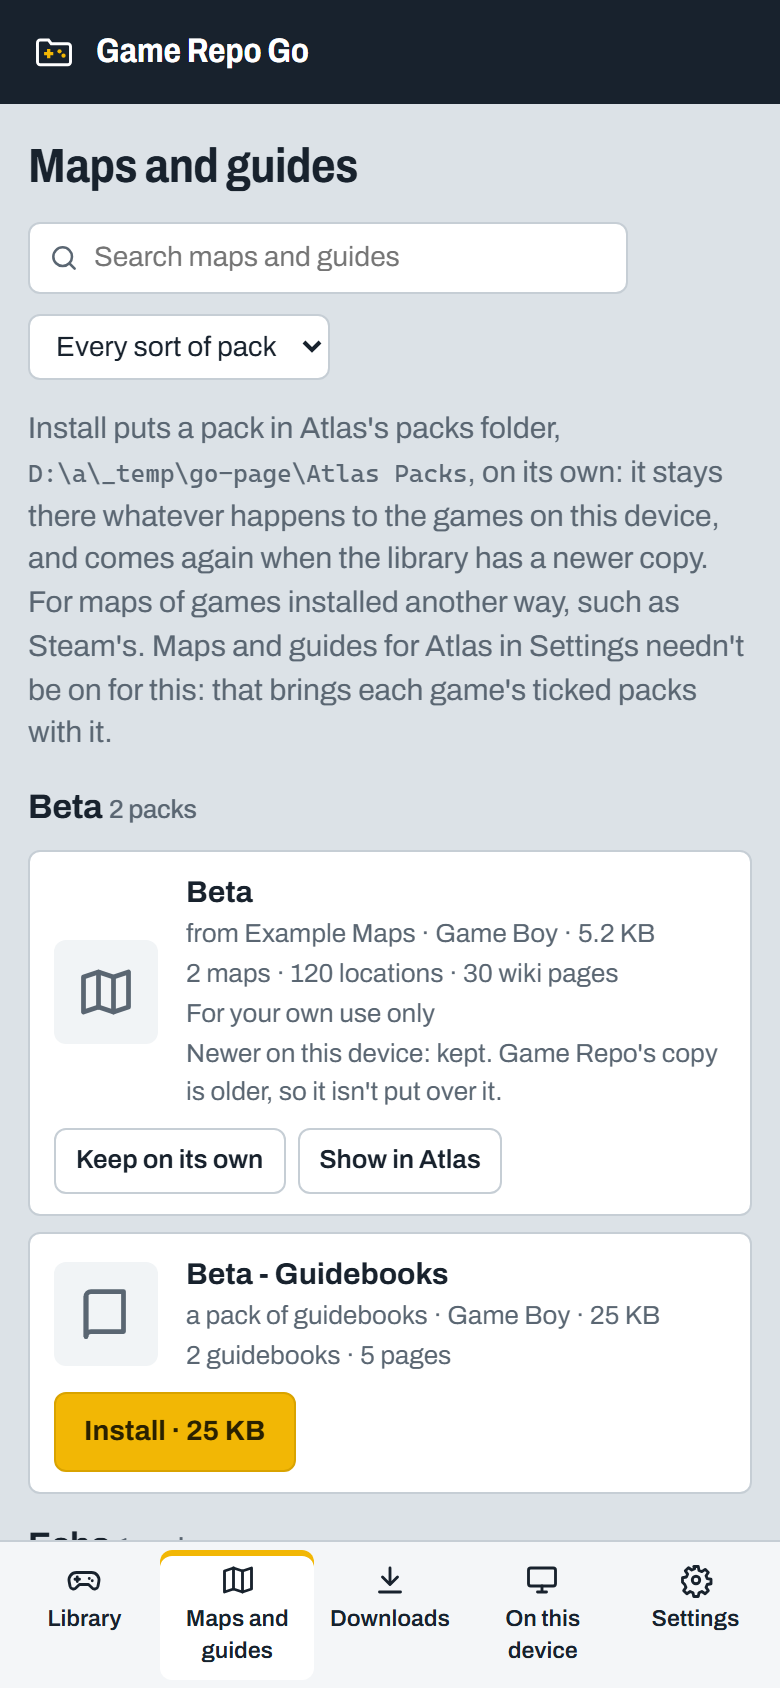 Game Repo Go
Maps and guides
Search maps and guides
Every sort of pack
Install puts a pack in Atlas's packs folder,
D:\a\_temp\go-page\Atlas Packs, on its own: it stays
there whatever happens to the games on this device,
and comes again when the library has a newer copy.
For maps of games installed another way, such as
Steam's. Maps and guides for Atlas in Settings needn't
be on for this: that brings each game's ticked packs
with it.
Beta 2 packs
Beta
from Example Maps · Game Boy · 5.2 KB
2 maps · 120 locations · 30 wiki pages
For your own use only
Newer on this device: kept. Game Repo's copy
is older, so it isn't put over it.
Keep on its own
Show in Atlas
Beta - Guidebooks
a pack of guidebooks · Game Boy · 25 KB
2 guidebooks · 5 pages
Install · 25 KB
Library
Maps and
guides
Downloads
On this
device
Settings